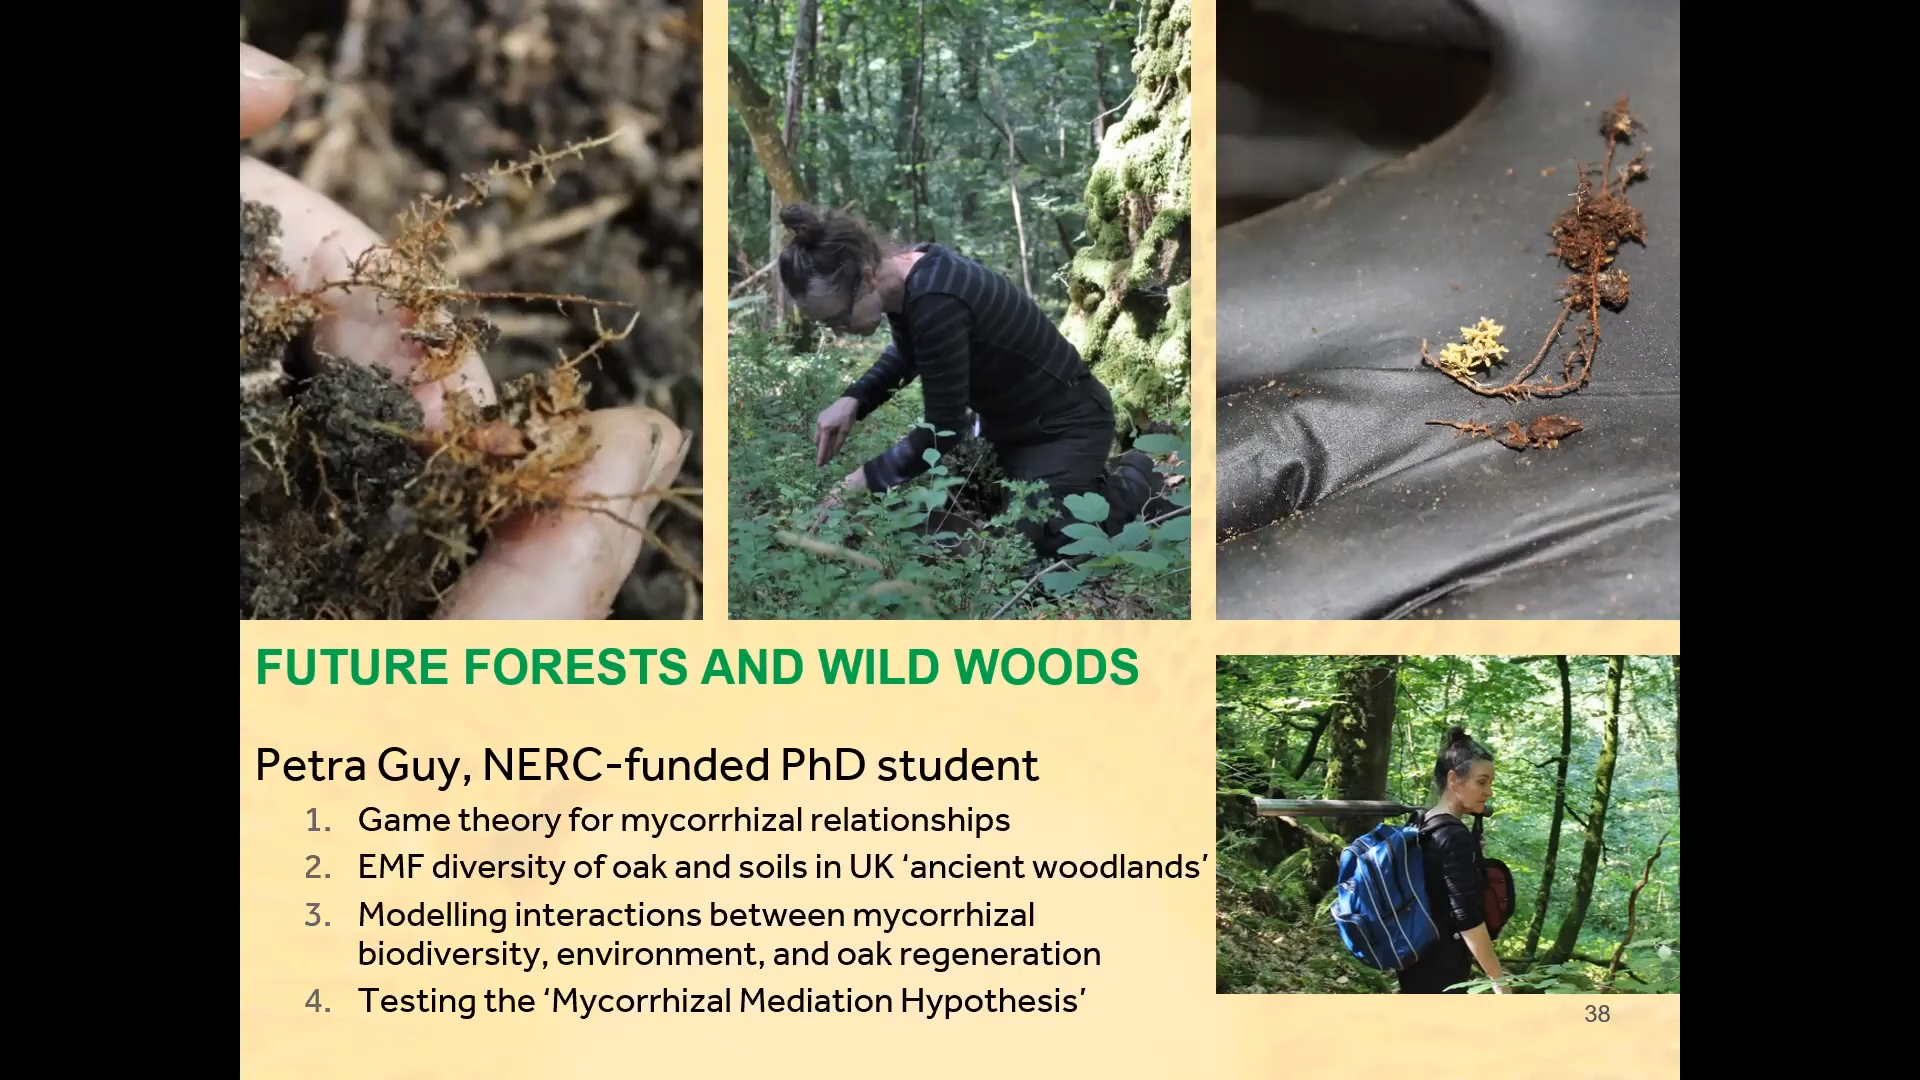 FUTURE FORESTS AND WILD WOODS
Petra Guy, NERC-funded PhD student
1. Game theory for mycorrhizal relationships
2. EMF diversity of oak and soils in UK ‘ancient woodlands’
3. Modelling interactions between mycorrhizal
biodiversity, environment, and oak regeneration
4. Testing the ‘Mycorrhizal Mediation Hypothesis’
38